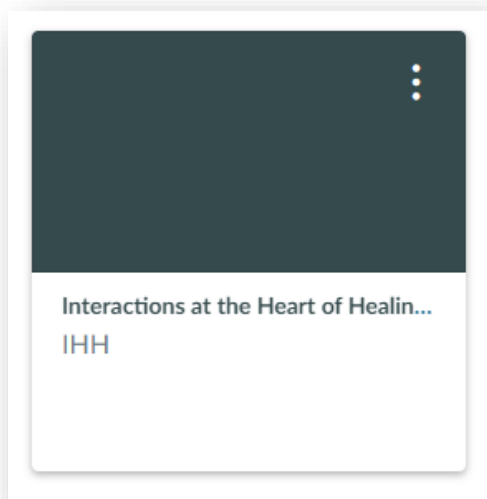 Interactions at the Heart of Healin...
IHH